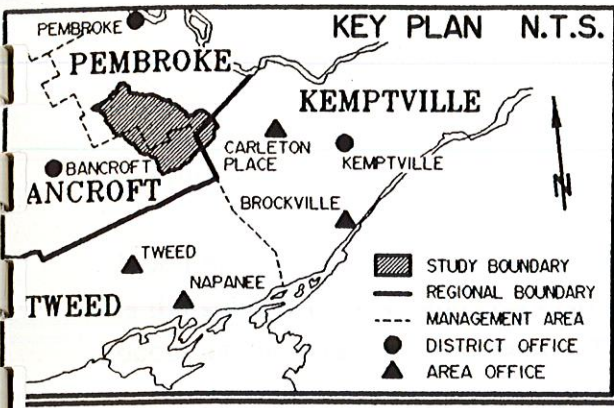 KEY PLAN N.T.S.
PEMBROKE
PEMBROKE
KEMPTVILLE
CARLETON PLACE
KEMPTVILLE
BANCROFT
ANCROFT
BROCKVILLE
TWEED
NAPANEE
TWEED
N
STUDY BOUNDARY
REGIONAL BOUNDARY
MANAGEMENT AREA
DISTRICT OFFICE
AREA OFFICE